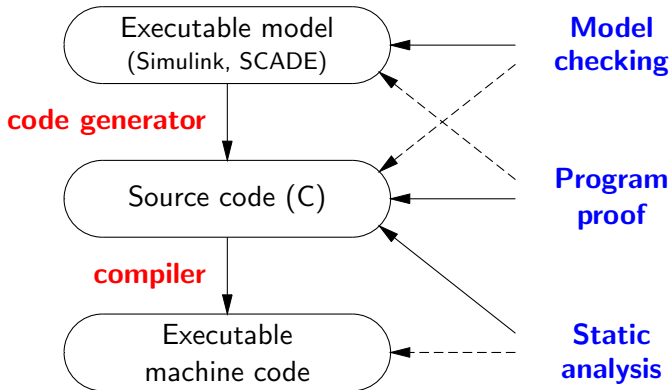 Executable model
(Simulink, SCADE)
Model
checking
code generator
Source code (C)
Program
proof
compiler
Executable
machine code
Static
analysis